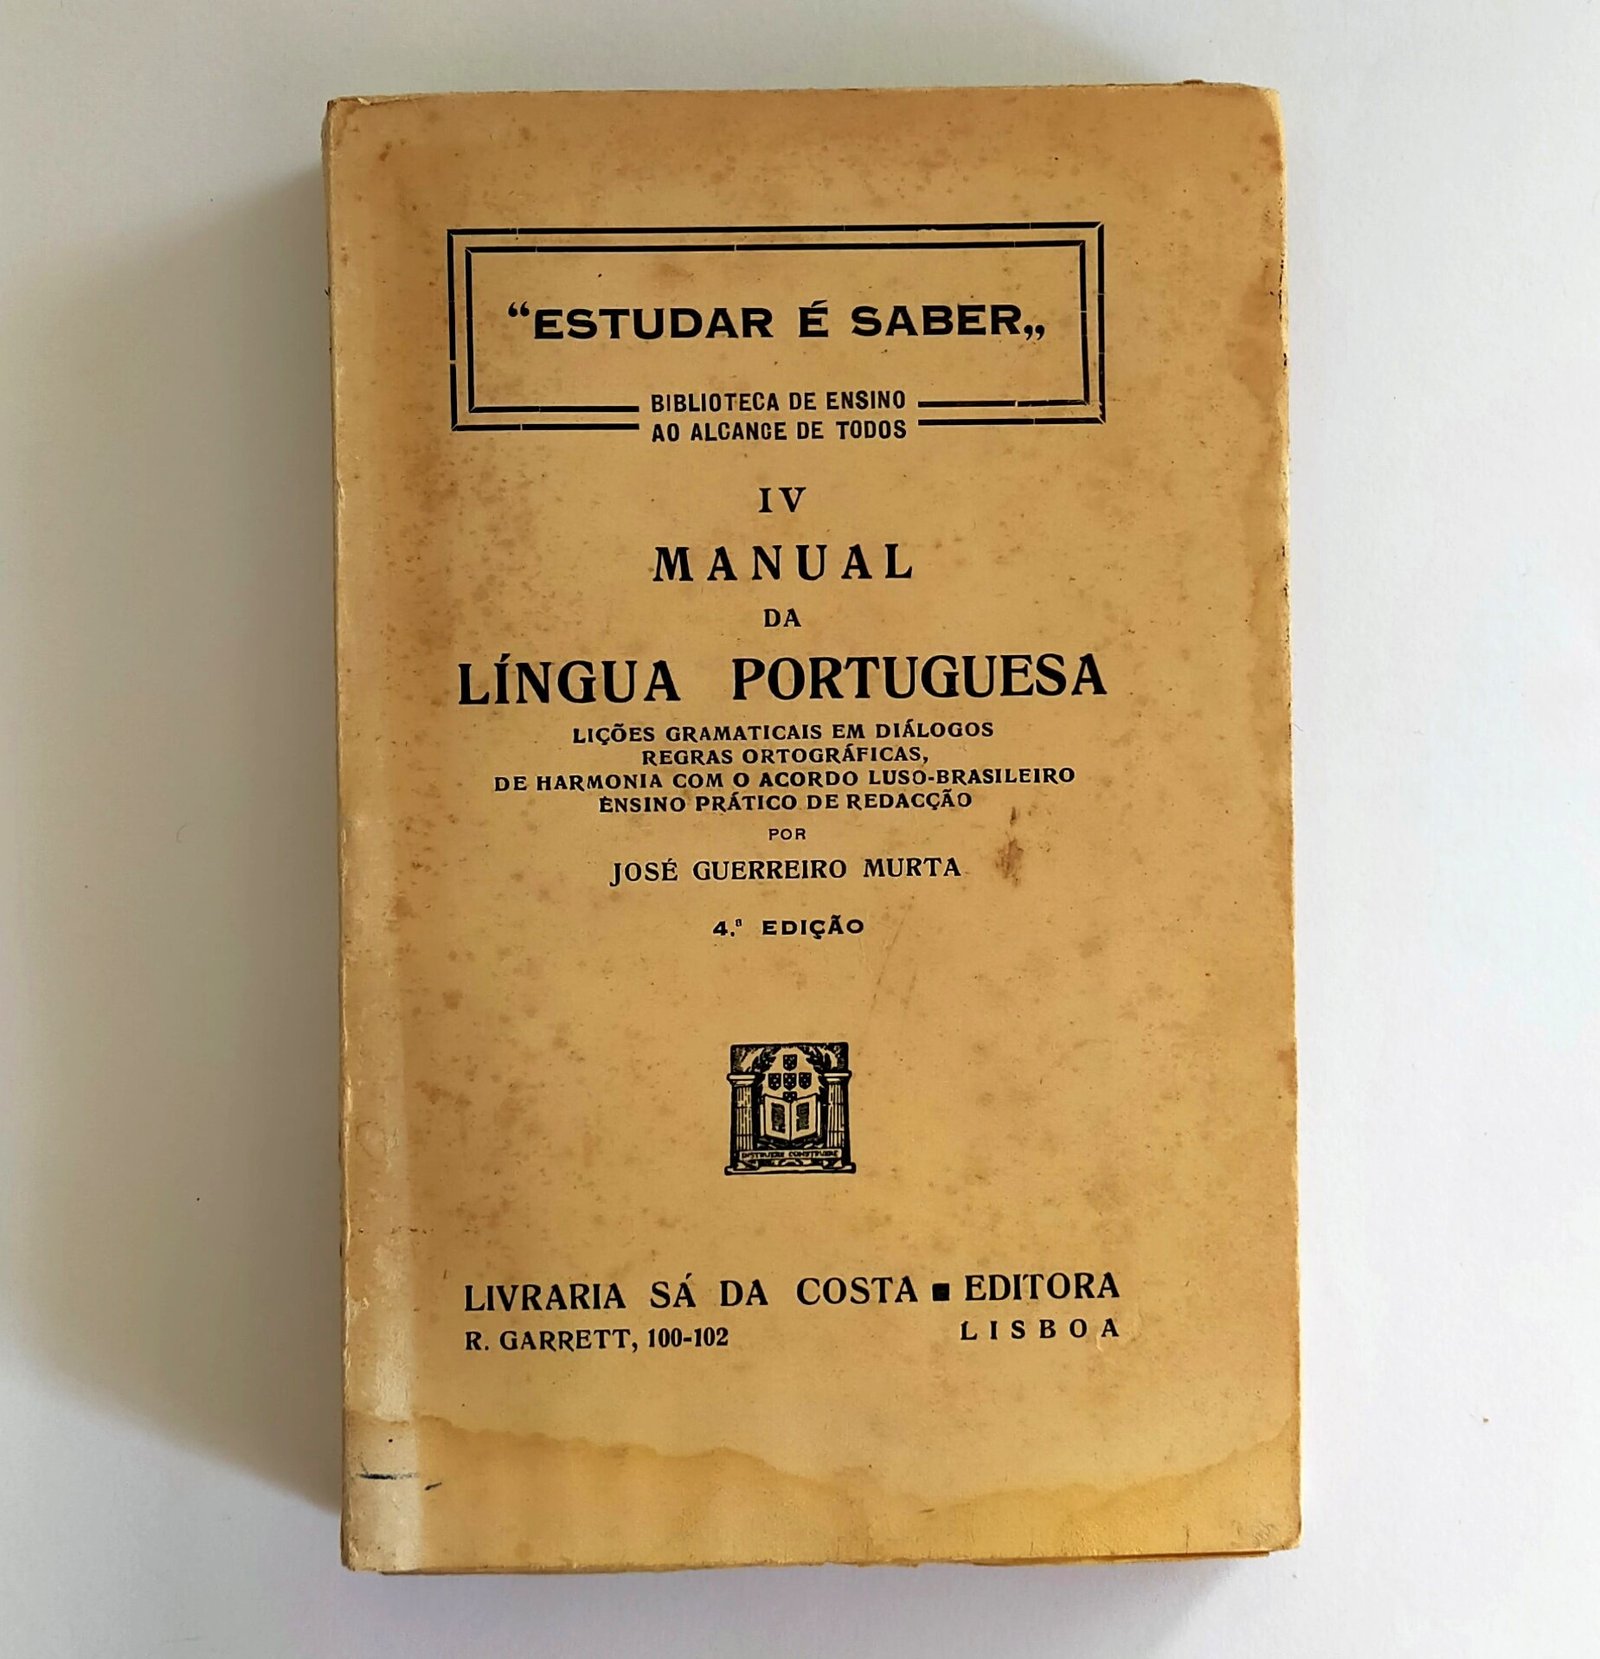 “ESTUDAR É SABER„
BIBLIOTECA DE ENSINO
AO ALCANCE DE TODOS
IV
MANUAL
DA
LÍNGUA PORTUGUESA
LIÇÕES GRAMATICAIS EM DIÁLOGOS
REGRAS ORTOGRÁFICAS,
DE HARMONIA COM O ACORDO LUSO-BRASILEIRO
ENSINO PRÁTICO DE REDACÇÃO
POR
JOSÉ GUERREIRO MURTA
4.ª EDIÇÃO
INSTRUERE CONSTRUERE
LIVRARIA SÁ DA COSTA ■ EDITORA
R. GARRETT, 100-102 LISBOA